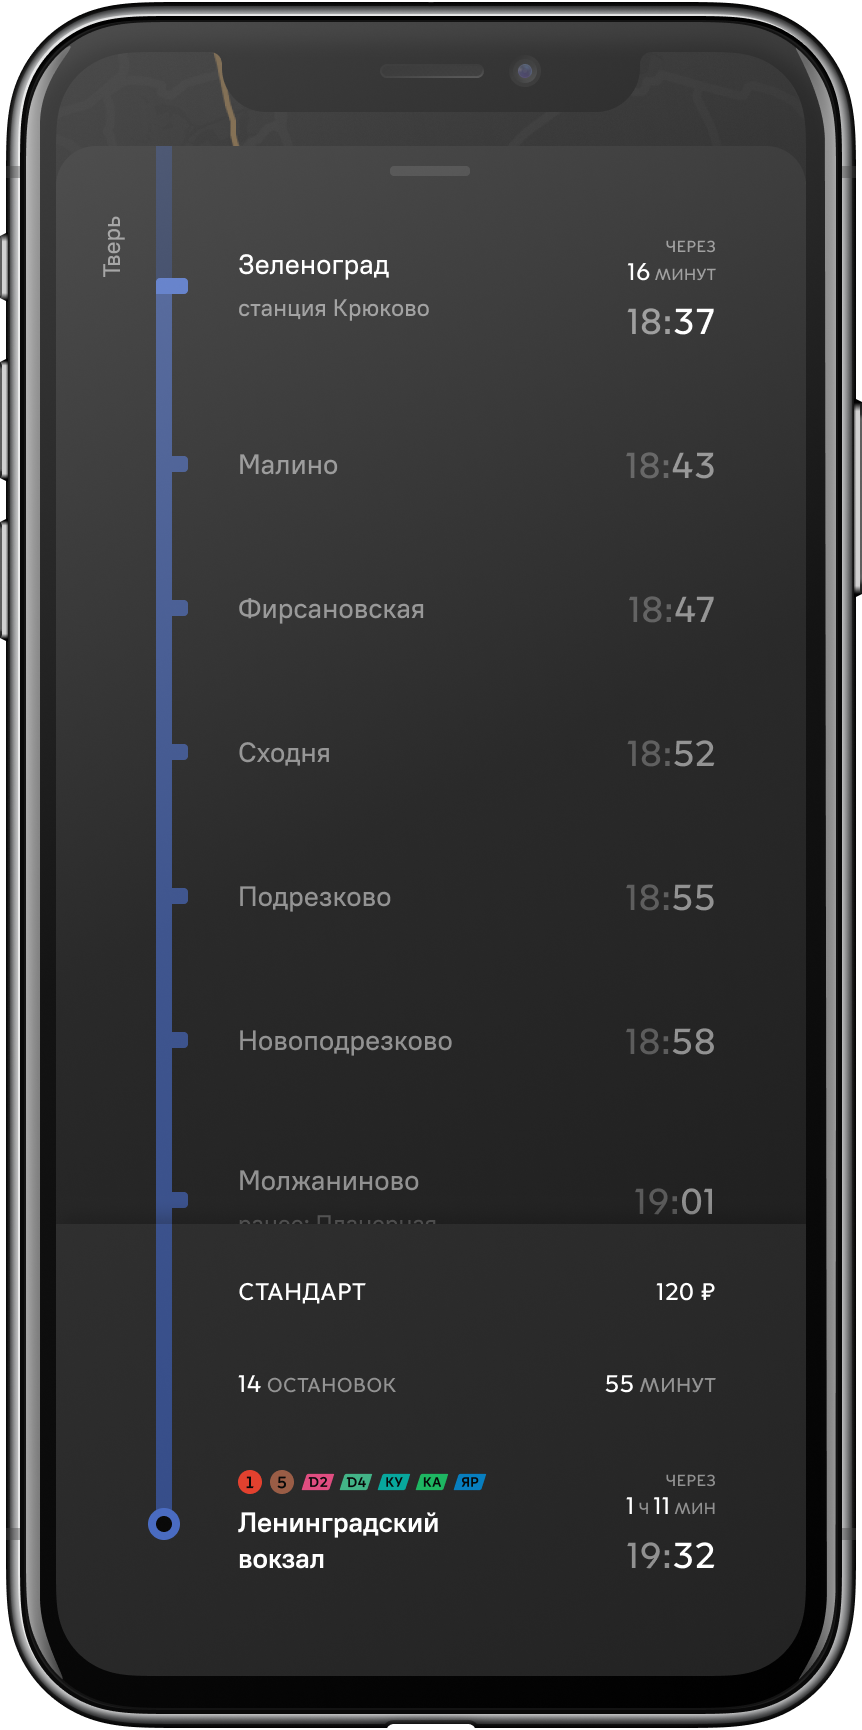 Тверь
Зеленоград
станция Крюково
ЧЕРЕЗ
16 МИНУТ
18:37
Малино 18:43
Фирсановская 18:47
Сходня 18:52
Подрезково 18:55
Новоподрезково 18:58
Молжаниново 19:01
ранее: Планерная
СТАНДАРТ 120 ₽
14 ОСТАНОВОК 55 МИНУТ
1 5 D2 D4 КУ КА ЯР
Ленинградский
вокзал
ЧЕРЕЗ
1 Ч 11 МИН
19:32